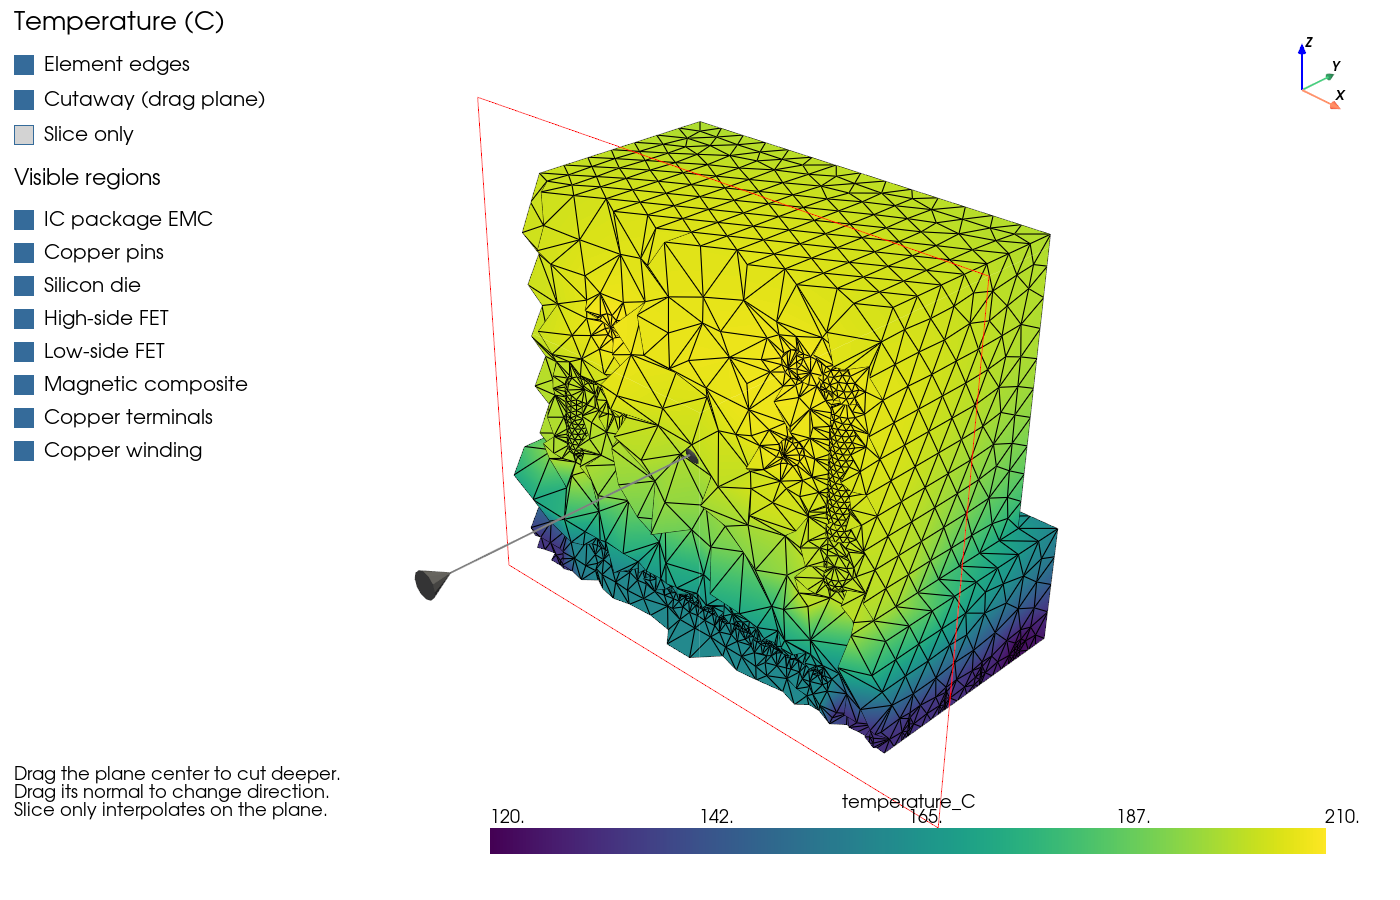 Temperature (C)
Element edges
Cutaway (drag plane)
Slice only
Visible regions
IC package EMC
Copper pins
Silicon die
High-side FET
Low-side FET
Magnetic composite
Copper terminals
Copper winding
Z
Y
X
Drag the plane center to cut deeper.
Drag its normal to change direction.
Slice only interpolates on the plane.
temperature_C
120. 142. 165. 187. 210.